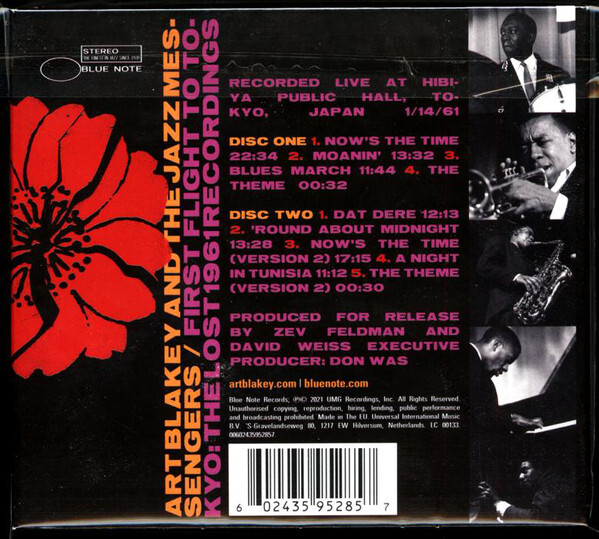 STEREO
THE FINEST IN JAZZ SINCE 1939
BLUE NOTE
ART BLAKEY AND THE JAZZ MES-
SENGERS / FIRST FLIGHT TO TO-
KYO: THE LOST 1961 RECORDINGS
RECORDED LIVE AT HIBI-
YA PUBLIC HALL, TO-
KYO, JAPAN 1/14/61
DISC ONE 1. NOW'S THE TIME
22:34 2. MOANIN' 13:32 3.
BLUES MARCH 11:44 4. THE
THEME 00:32
DISC TWO 1. DAT DERE 12:13
2. 'ROUND ABOUT MIDNIGHT
13:28 3. NOW'S THE TIME
(VERSION 2) 17:15 4. A NIGHT
IN TUNISIA 11:12 5. THE THEME
(VERSION 2) 00:30
PRODUCED FOR RELEASE
BY ZEV FELDMAN AND
DAVID WEISS EXECUTIVE
PRODUCER: DON WAS
artblakey.com | bluenote.com
Blue Note Records; ℗© 2021 UMG Recordings, Inc. All Rights Reserved.
Unauthorised copying, reproduction, hiring, lending, public performance
and broadcasting prohibited. Made in The EU. Universal International Music
B.V. 'S-Gravelandseweg 80, 1217 EW Hilversum, Netherlands. LC 00133.
00602435952857
6 02435 95285 7